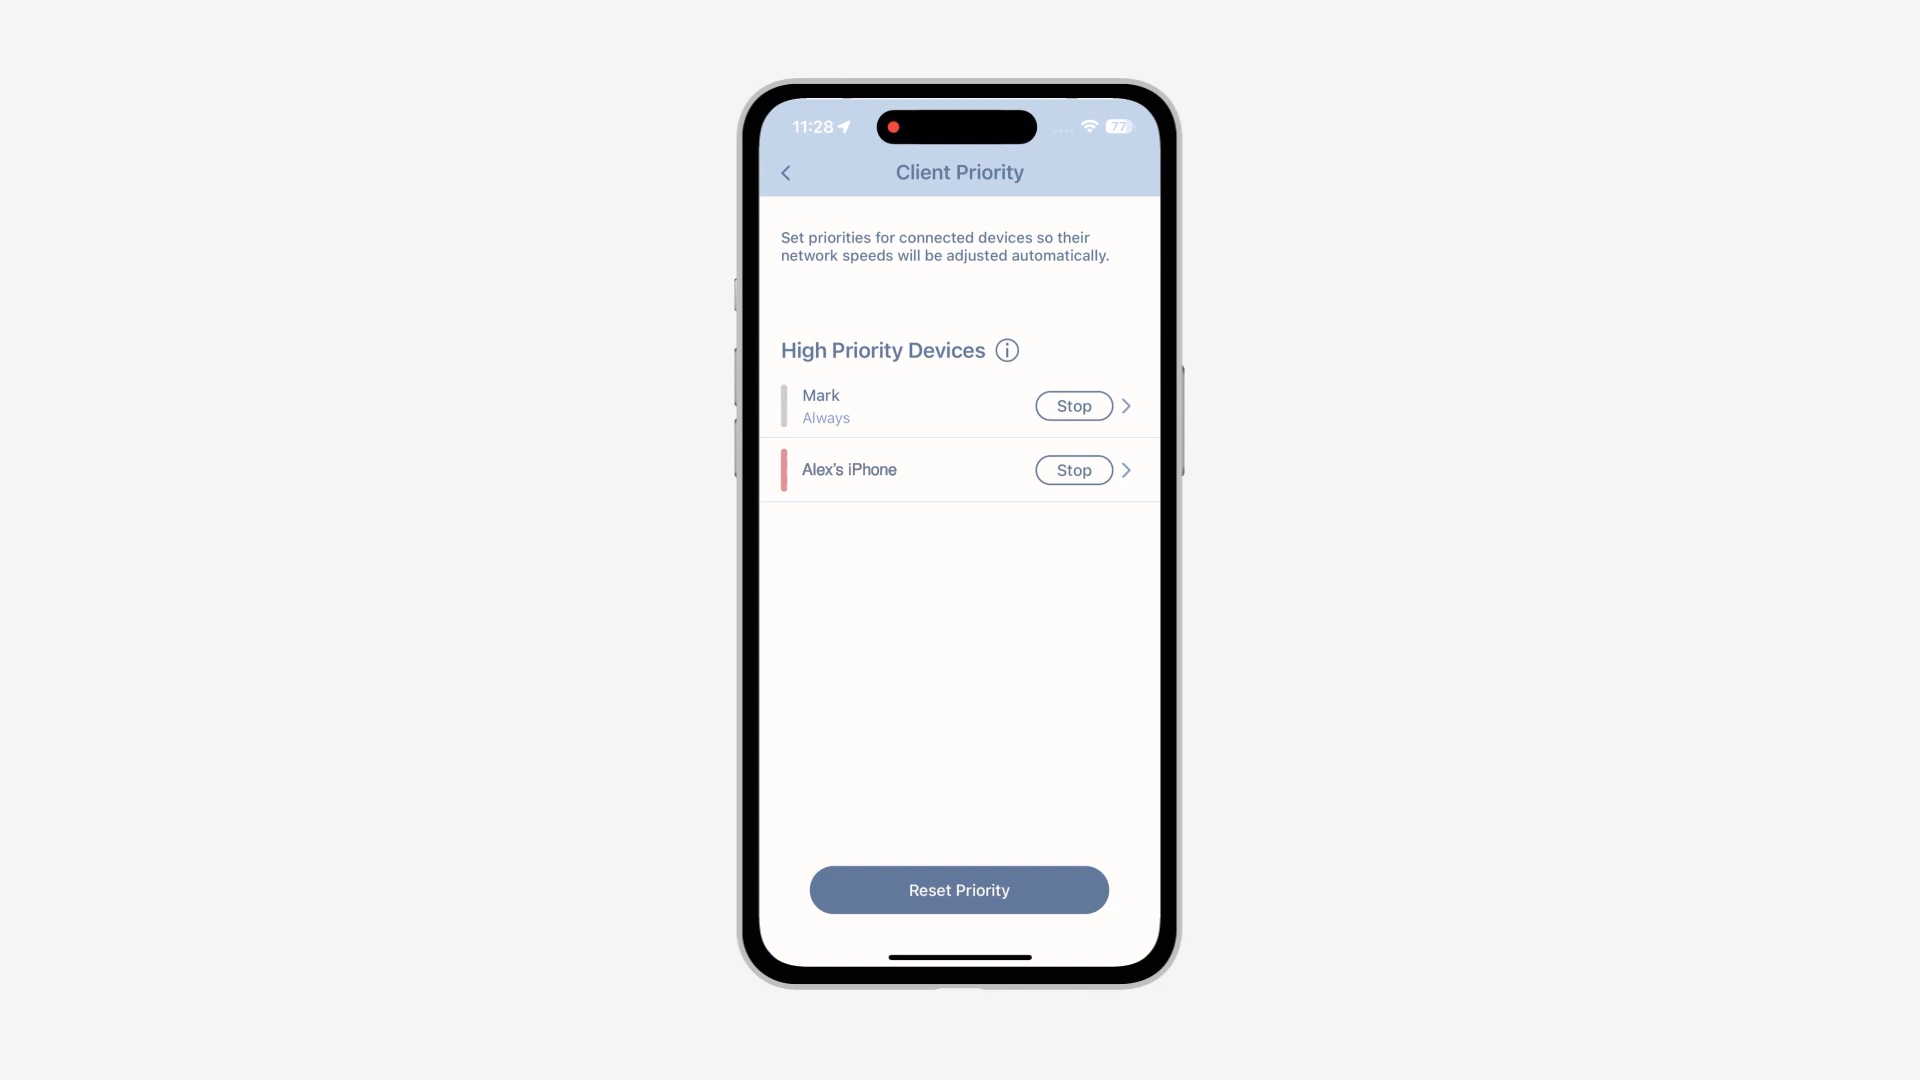 11:28
77
Client Priority
Set priorities for connected devices so their
network speeds will be adjusted automatically.
High Priority Devices
Mark
Always
Stop
Alex’s iPhone
Stop
Reset Priority